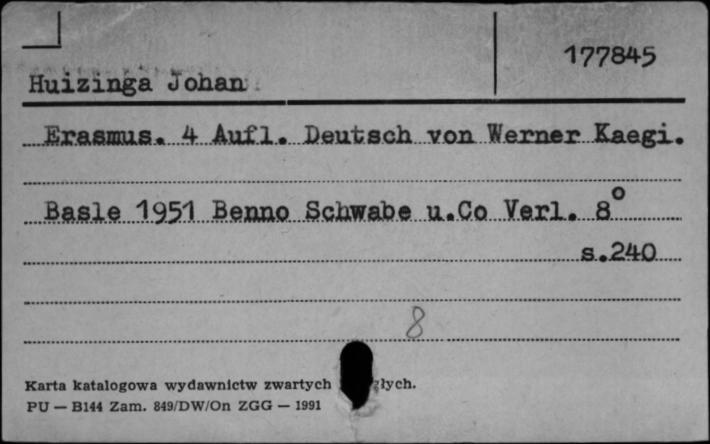 177845
Huizinga Johan
Erasmus. 4 Aufl. Deutsch von Werner Kaegi.
Basle 1951 Benno Schwabe u.Co Verl. 8°
s.240
8
Karta katalogowa wydawnictw zwartych
PU — B144 Zam. 849/DW/On ZGG — 1991